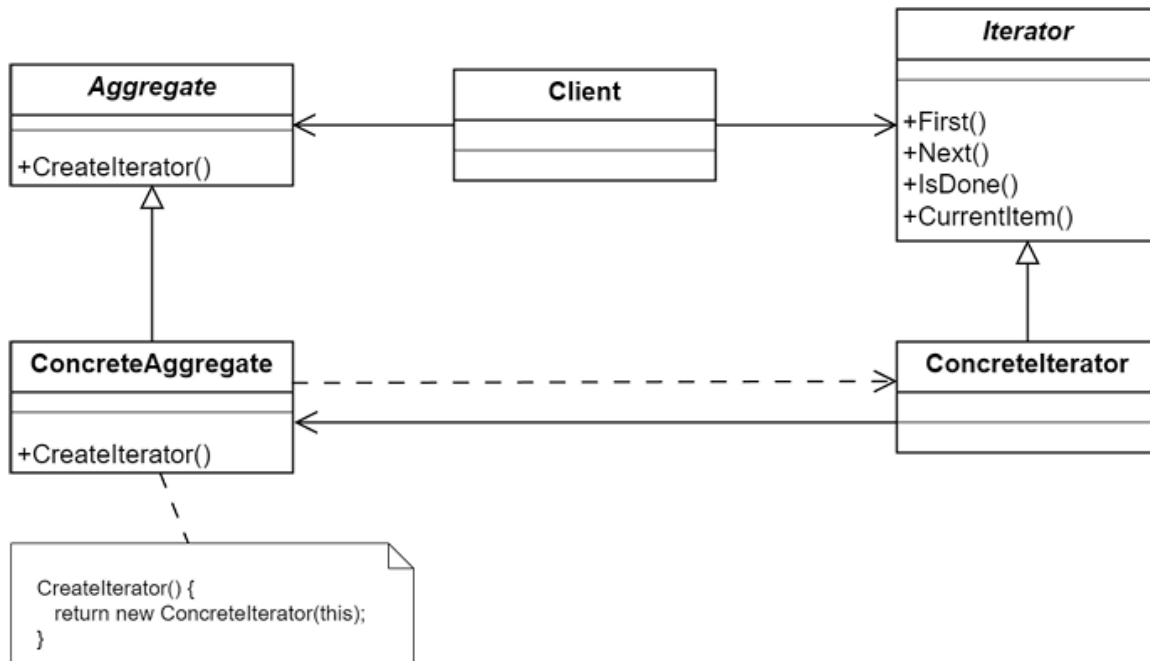 Aggregate
+CreateIterator()
Client
Iterator
+First()
+Next()
+IsDone()
+CurrentItem()
ConcreteAggregate
+CreateIterator()
ConcreteIterator
CreateIterator() {
return new ConcreteIterator(this);
}